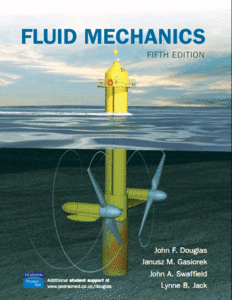 FLUID MECHANICS
FIFTH EDITION
John F. Douglas
Janusz M. Gasiorek
John A. Swaffield
Lynne B. Jack
Additional student support at
www.pearsoned.co.uk/douglas